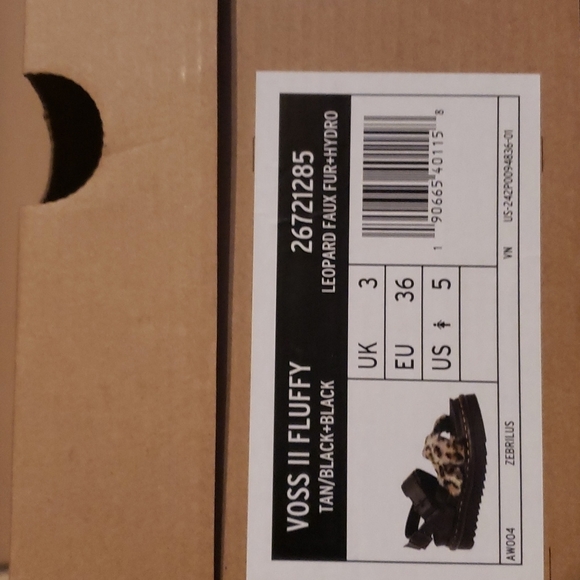 VOSS II FLUFFY 26721285
TAN/BLACK+BLACK LEOPARD FAUX FUR+HYDRO
UK 3
EU 36
US 5
1 90665 40115 8
AW004 ZEBRILUS VN US-242P0094836-01